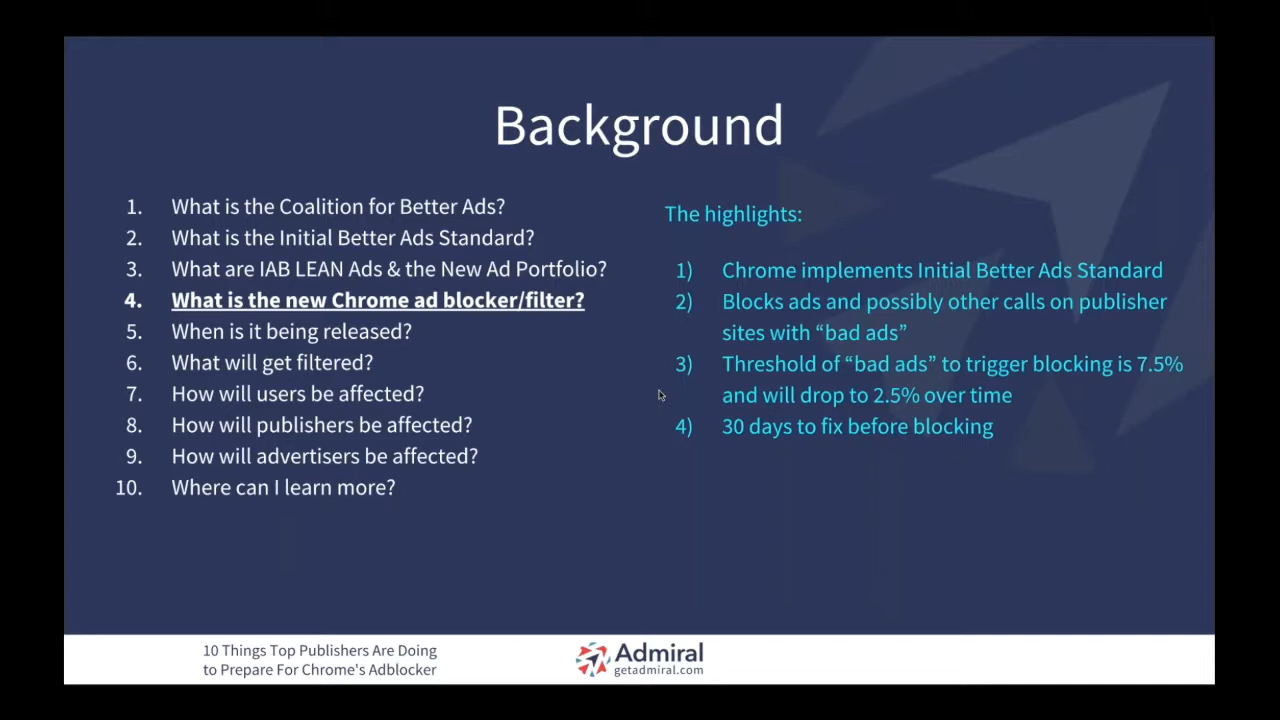 Background
1. What is the Coalition for Better Ads?
2. What is the Initial Better Ads Standard?
3. What are IAB LEAN Ads & the New Ad Portfolio?
4. What is the new Chrome ad blocker/filter?
5. When is it being released?
6. What will get filtered?
7. How will users be affected?
8. How will publishers be affected?
9. How will advertisers be affected?
10. Where can I learn more?
The highlights:
1) Chrome implements Initial Better Ads Standard
2) Blocks ads and possibly other calls on publisher
sites with “bad ads”
3) Threshold of “bad ads” to trigger blocking is 7.5%
and will drop to 2.5% over time
4) 30 days to fix before blocking
10 Things Top Publishers Are Doing
to Prepare For Chrome's Adblocker
Admiral
getadmiral.com